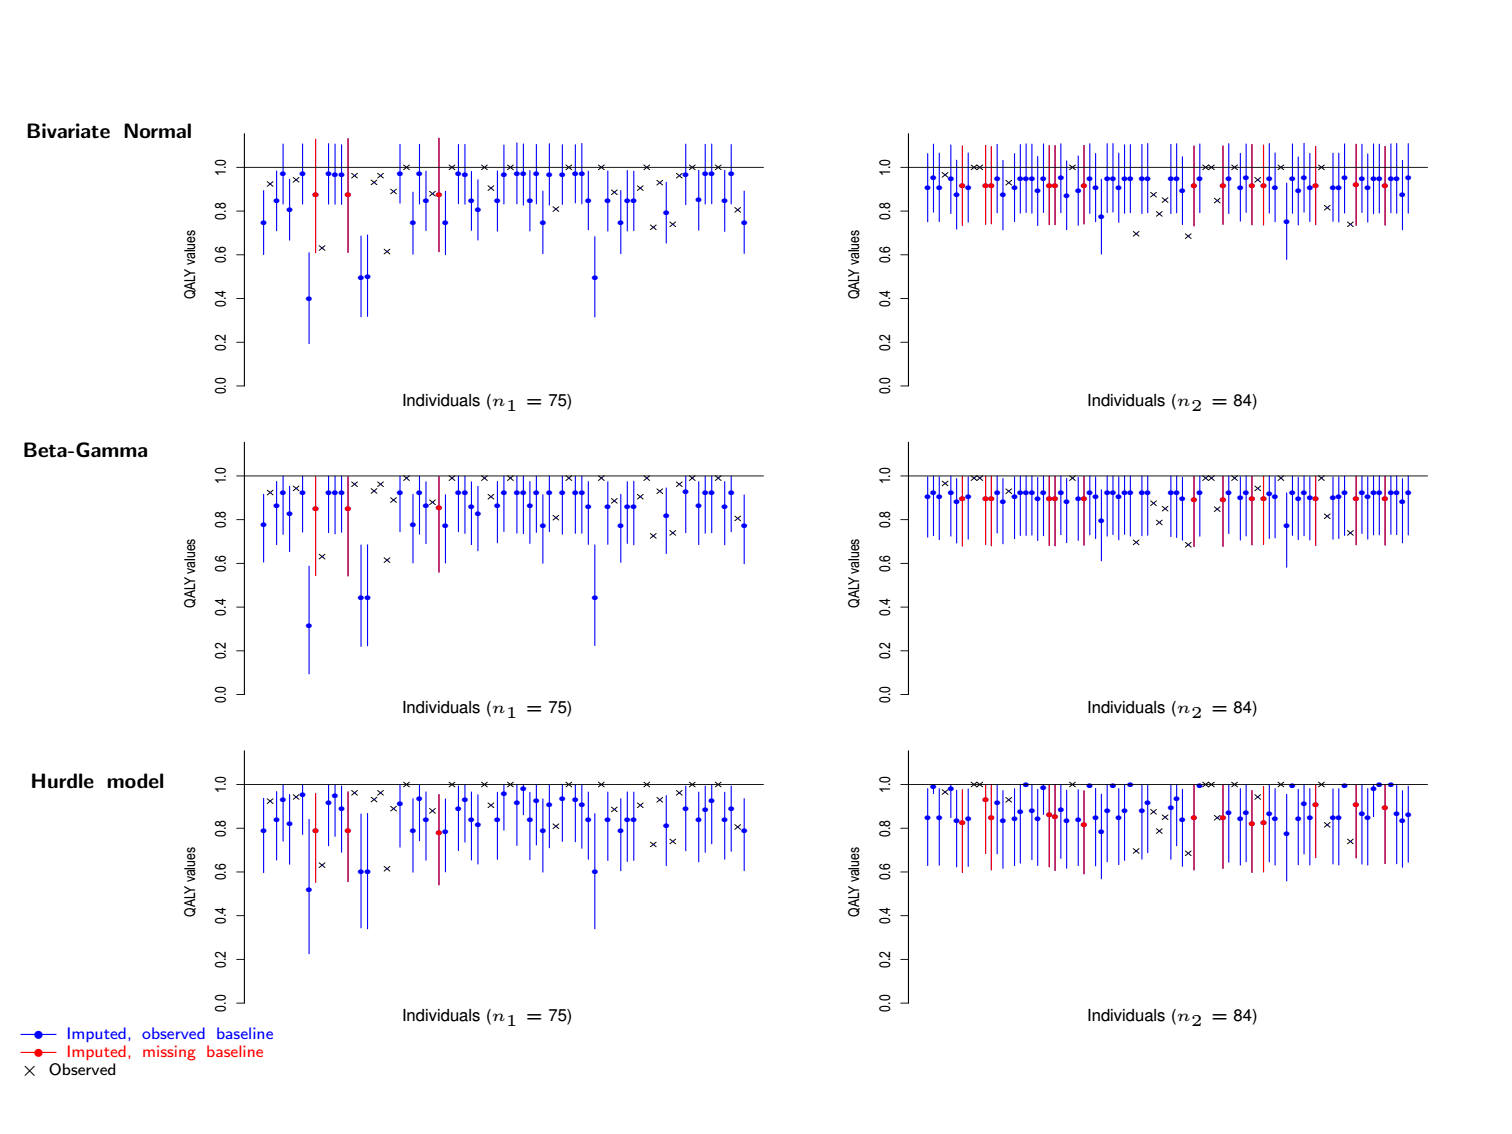 Bivariate Normal
QALY values
0.0 0.2 0.4 0.6 0.8 1.0
Individuals (n1 = 75)
QALY values
0.0 0.2 0.4 0.6 0.8 1.0
Individuals (n2 = 84)
Beta-Gamma
QALY values
0.0 0.2 0.4 0.6 0.8 1.0
Individuals (n1 = 75)
QALY values
0.0 0.2 0.4 0.6 0.8 1.0
Individuals (n2 = 84)
Hurdle model
QALY values
0.0 0.2 0.4 0.6 0.8 1.0
Individuals (n1 = 75)
QALY values
0.0 0.2 0.4 0.6 0.8 1.0
Individuals (n2 = 84)
Imputed, observed baseline
Imputed, missing baseline
Observed